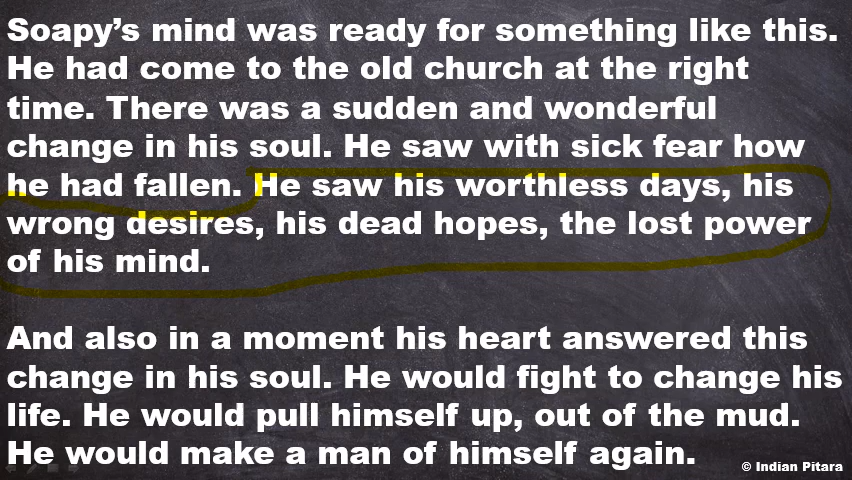 Soapy’s mind was ready for something like this.
He had come to the old church at the right
time. There was a sudden and wonderful
change in his soul. He saw with sick fear how
he had fallen. He saw his worthless days, his
wrong desires, his dead hopes, the lost power
of his mind.
And also in a moment his heart answered this
change in his soul. He would fight to change his
life. He would pull himself up, out of the mud.
He would make a man of himself again.
© Indian Pitara